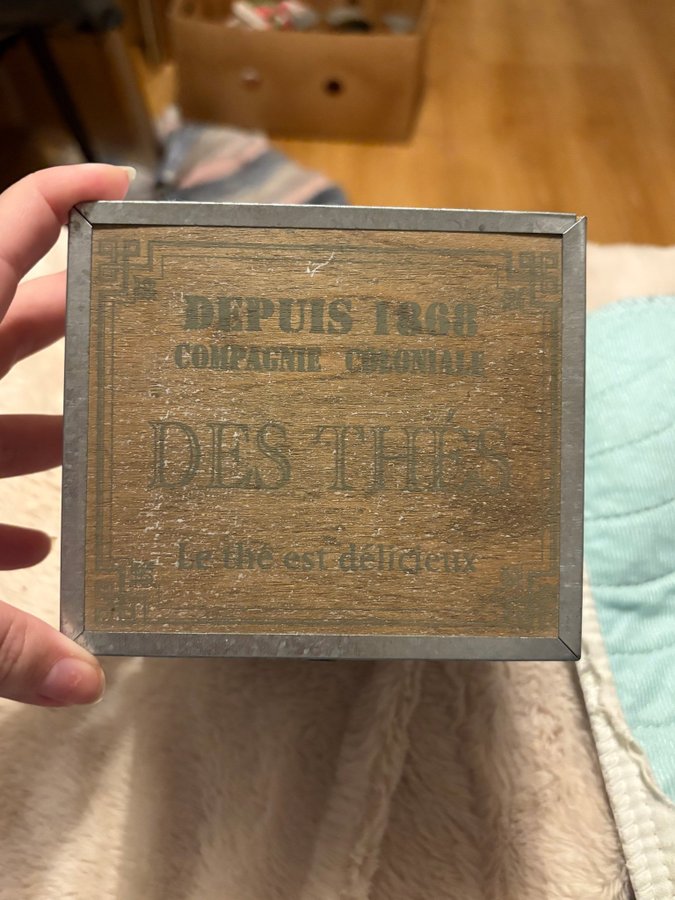 DEPUIS 1868
COMPAGNIE COLONIALE
DES THÉS
Le thé est délicieux